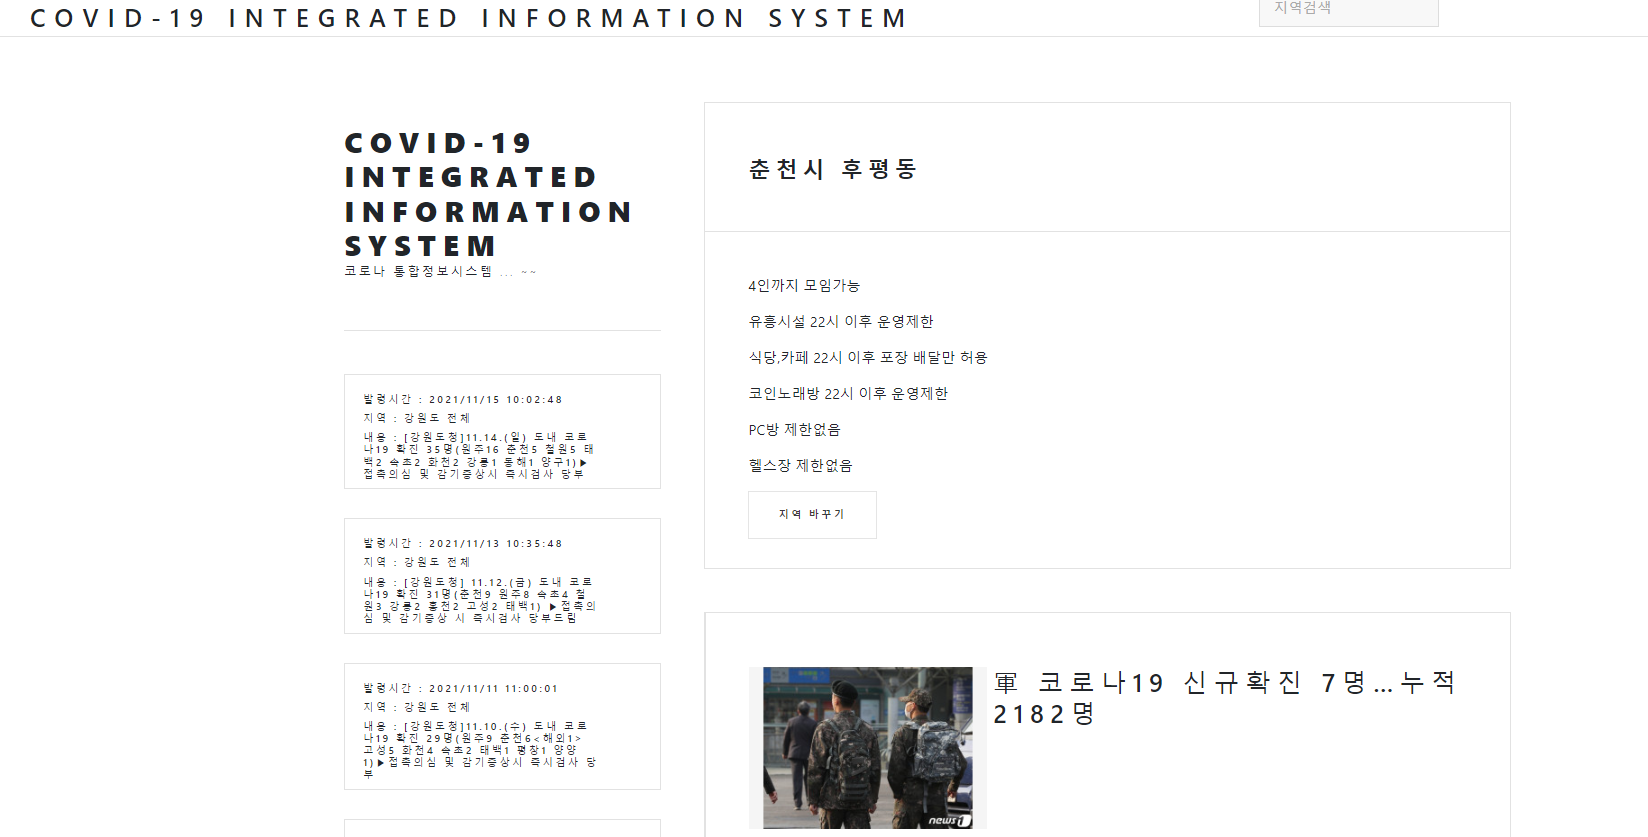 COVID-19 INTEGRATED INFORMATION SYSTEM
지역검색
COVID-19
INTEGRATED
INFORMATION
SYSTEM
코로나 통합정보시스템 ... ~~
발령시간 : 2021/11/15 10:02:48
지역 : 강원도 전체
내용 : [강원도청]11.14.(일) 도내 코로
나19 확진 35명(원주16 춘천5 철원5 태
백2 속초2 화천2 강릉1 동해1 양구1)▶
접촉의심 및 감기증상시 즉시검사 당부
발령시간 : 2021/11/13 10:35:48
지역 : 강원도 전체
내용 : [강원도청] 11.12.(금) 도내 코로
나19 확진 31명(춘천9 원주8 속초4 철
원3 강릉2 홍천2 고성2 태백1) ▶접촉의
심 및 감기증상 시 즉시검사 당부드림
발령시간 : 2021/11/11 11:00:01
지역 : 강원도 전체
내용 : [강원도청]11.10.(수) 도내 코로
나19 확진 29명(원주9 춘천6<해외1>
고성5 화천4 속초2 태백1 평창1 양양
1)▶접촉의심 및 감기증상시 즉시검사 당
부
춘천시 후평동
4인까지 모임가능
유흥시설 22시 이후 운영제한
식당,카페 22시 이후 포장 배달만 허용
코인노래방 22시 이후 운영제한
PC방 제한없음
헬스장 제한없음
지역 바꾸기
軍 코로나19 신규확진 7명...누적
2182명
news1